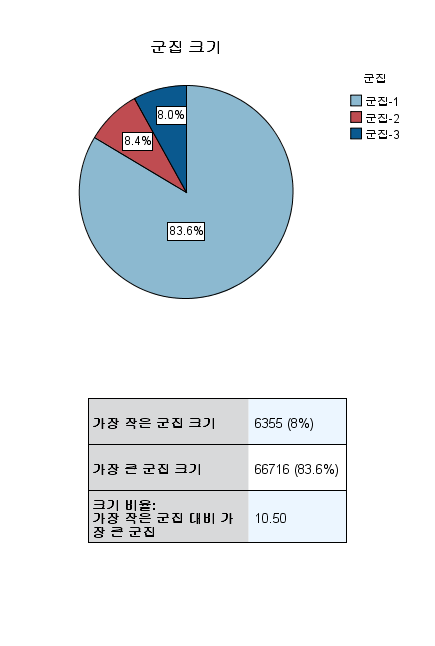 군집 크기
군집
군집-1
군집-2
군집-3
8.0%
8.4%
83.6%
가장 작은 군집 크기 6355 (8%)
가장 큰 군집 크기 66716 (83.6%)
크기 비율:
가장 작은 군집 대비 가 10.50
장 큰 군집